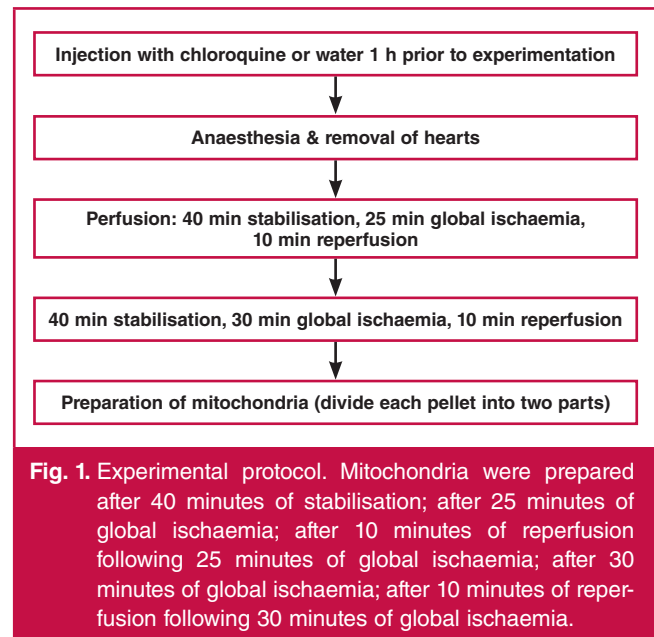 Injection with chloroquine or water 1 h prior to experimentation
Anaesthesia & removal of hearts
Perfusion: 40 min stabilisation, 25 min global ischaemia,
10 min reperfusion
40 min stabilisation, 30 min global ischaemia, 10 min reperfusion
Preparation of mitochondria (divide each pellet into two parts)
Fig. 1. Experimental protocol. Mitochondria were prepared
after 40 minutes of stabilisation; after 25 minutes of
global ischaemia; after 10 minutes of reperfusion
following 25 minutes of global ischaemia; after 30
minutes of global ischaemia; after 10 minutes of reper-
fusion following 30 minutes of global ischaemia.